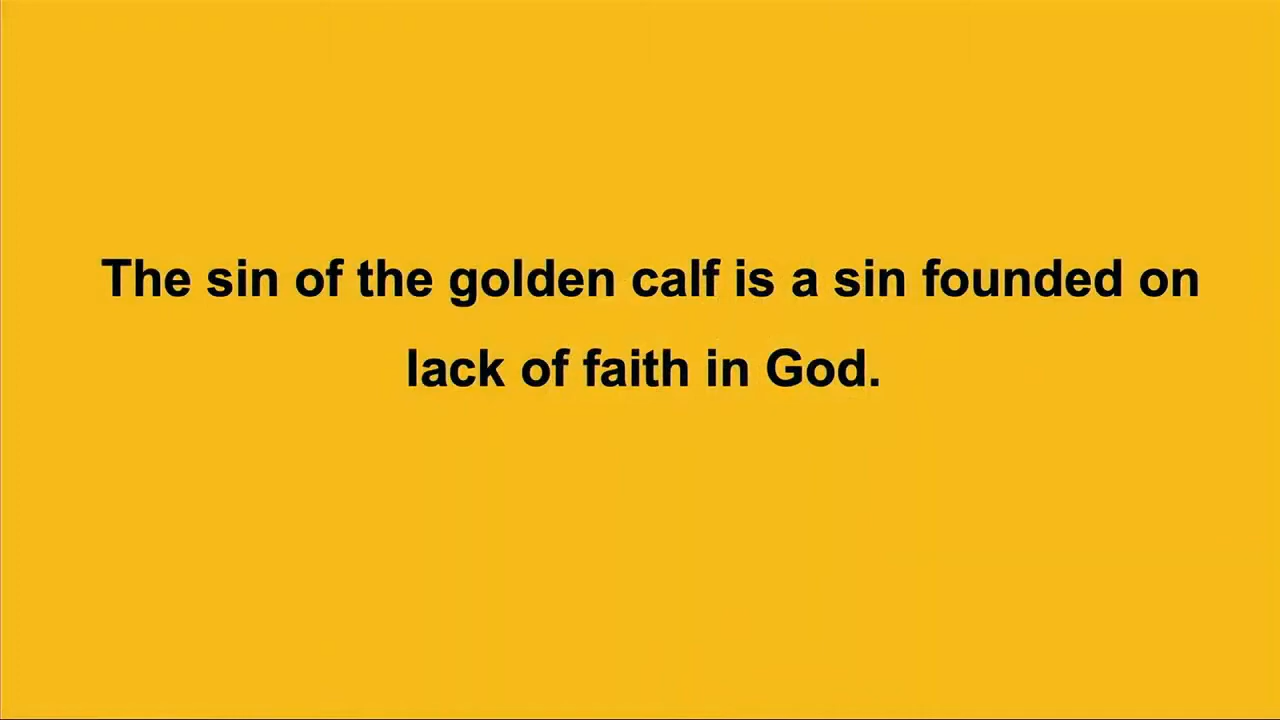 The sin of the golden calf is a sin founded on
lack of faith in God.